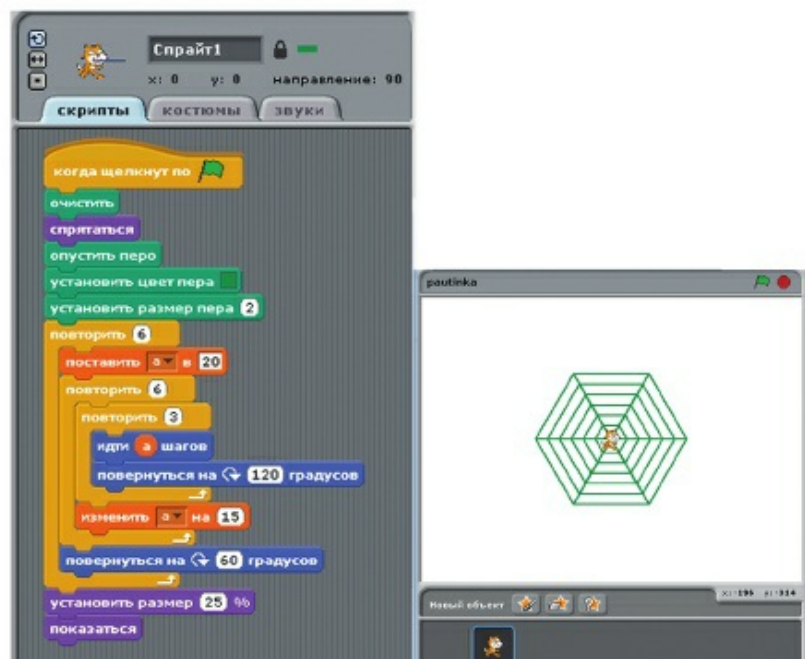 Спрайт1
x: 0 y: 0 направление: 90
скрипты костюмы звуки
когда щелкнут по
очистить
спрятаться
опустить перо
установить цвет пера
установить размер пера 2
повторить 6
поставить a в 20
повторить 6
повторить 3
идти a шагов
повернуться на 120 градусов
изменить a на 15
повернуться на 60 градусов
установить размер 25 %
показаться
pautinka
Новый объект